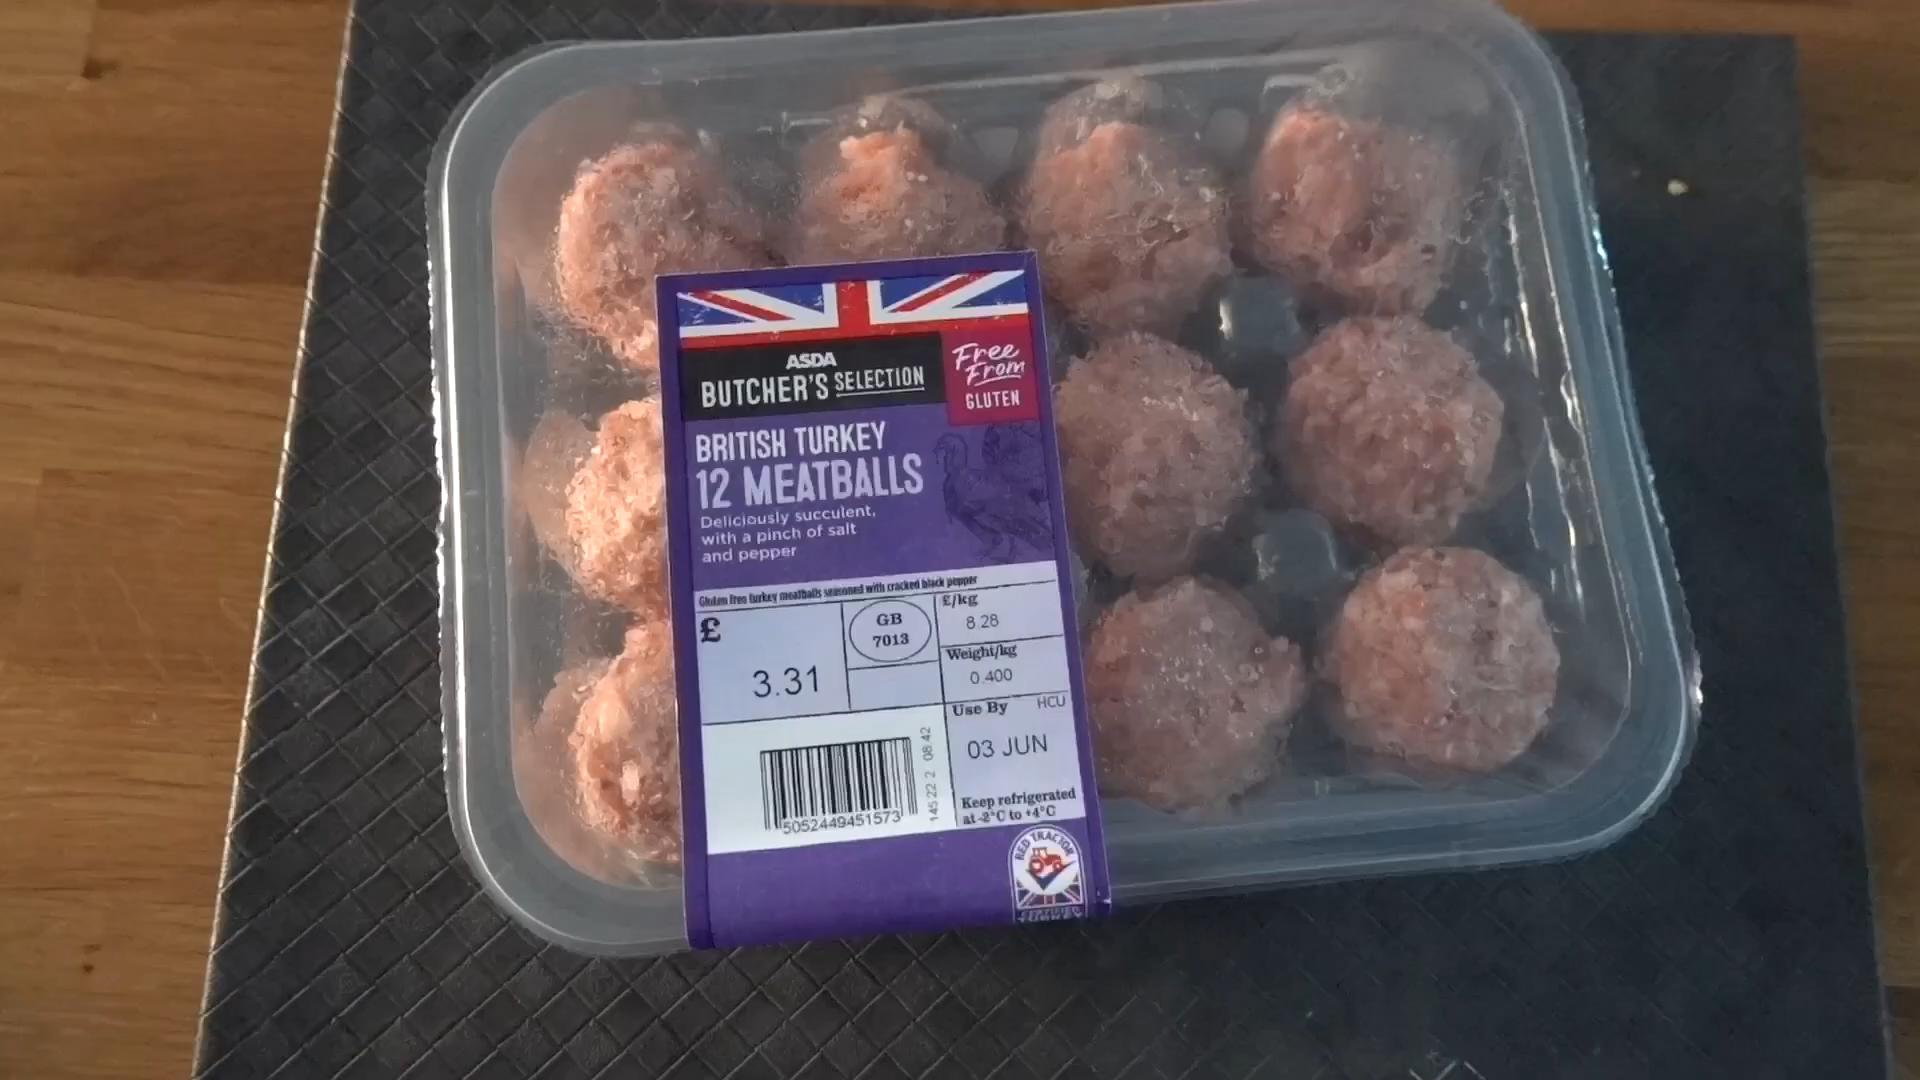 ASDA
BUTCHER'S SELECTION
Free
From
GLUTEN
BRITISH TURKEY
12 MEATBALLS
Deliciously succulent,
with a pinch of salt
and pepper
Gluten free turkey meatballs seasoned with cracked black pepper
£
3.31
GB
7013
£/kg
8.28
Weight/kg
0.400
Use By HCU
03 JUN
Keep refrigerated
at -2°C to +4°C
145 22 2 08:42
5052449451573
RED TRACTOR
CERTIFIED
TURKEY